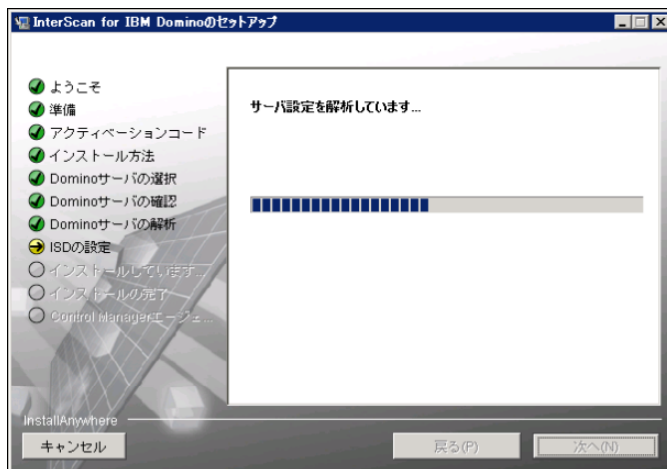 InterScan for IBM Dominoのセットアップ
ようこそ
準備
アクティベーションコード
インストール方法
Dominoサーバの選択
Dominoサーバの確認
Dominoサーバの解析
ISDの設定
インストールしています...
インストールの完了
Control Managerエージェ...
サーバ設定を解析しています...
InstallAnywhere
キャンセル
戻る(P)
次へ(N)